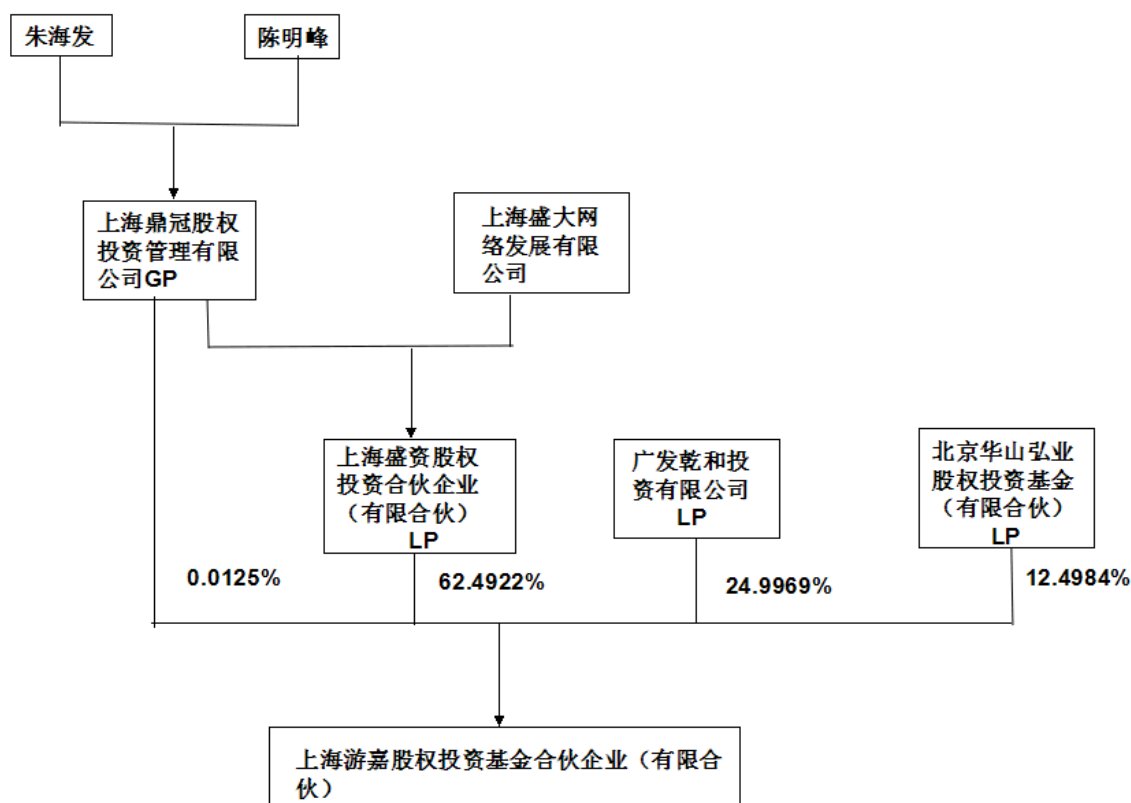 朱海发
陈明峰
上海鼎冠股权
投资管理有限
公司GP
上海盛大网
络发展有限
公司
上海盛资股权
投资合伙企业
（有限合伙）
LP
广发乾和投
资有限公司
LP
北京华山弘业
股权投资基金
（有限合伙）
LP
0.0125%
62.4922%
24.9969%
12.4984%
上海游嘉股权投资基金合伙企业（有限合
伙）